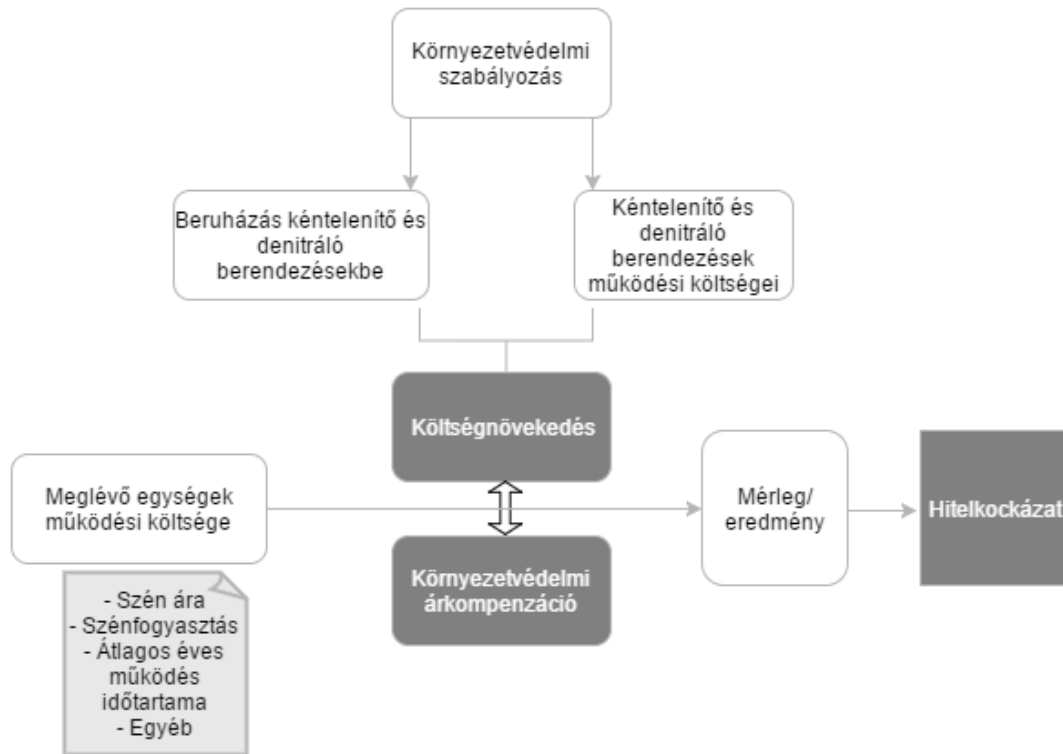 Környezetvédelmi
szabályozás
Beruházás kéntelenítő és
denitráló
berendezésekbe
Kéntelenítő és
denitráló
berendezések
működési költségei
Költségnövekedés
Meglévő egységek
működési költsége
Mérleg/
eredmény
Hitelkockázat
Környezetvédelmi
árkompenzáció
- Szén ára
- Szénfogyasztás
- Átlagos éves
működés
időtartama
- Egyéb